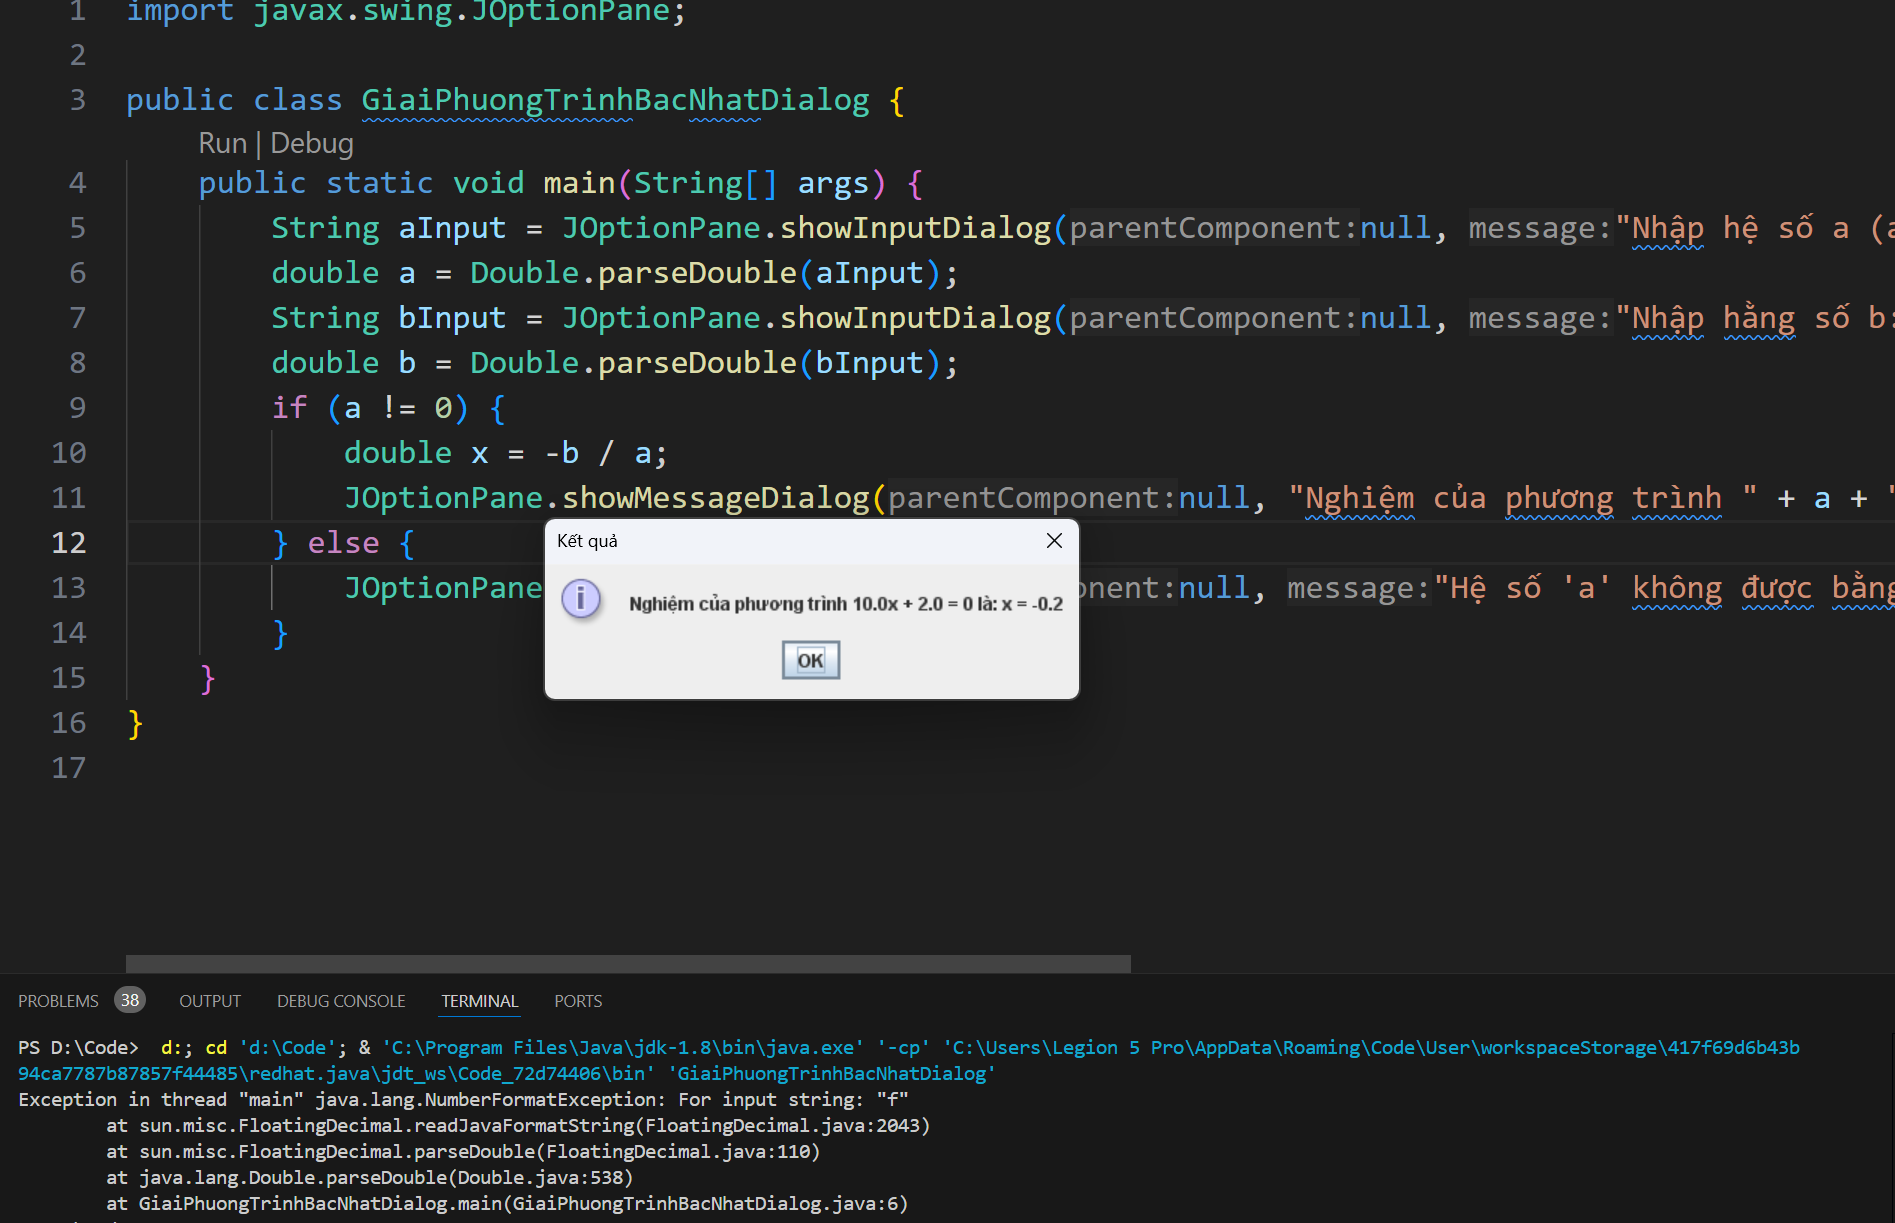 1 import javax.swing.JOptionPane;
2
3 public class GiaiPhuongTrinhBacNhatDialog {
Run | Debug
4 public static void main(String[] args) {
5 String aInput = JOptionPane.showInputDialog(parentComponent:null, message:"Nhập hệ số a (a
6 double a = Double.parseDouble(aInput);
7 String bInput = JOptionPane.showInputDialog(parentComponent:null, message:"Nhập hằng số b:
8 double b = Double.parseDouble(bInput);
9 if (a != 0) {
10 double x = -b / a;
11 JOptionPane.showMessageDialog(parentComponent:null, "Nghiệm của phương trình " + a + "
12 } else {
13 JOptionPane onent:null, message:"Hệ số 'a' không được bằng
14 }
15 }
16 }
17
Kết quả
Nghiệm của phương trình 10.0x + 2.0 = 0 là: x = -0.2
OK
PROBLEMS 38 OUTPUT DEBUG CONSOLE TERMINAL PORTS
PS D:\Code> d:; cd 'd:\Code'; & 'C:\Program Files\Java\jdk-1.8\bin\java.exe' '-cp' 'C:\Users\Legion 5 Pro\AppData\Roaming\Code\User\workspaceStorage\417f69d6b43b
94ca7787b87857f44485\redhat.java\jdt_ws\Code_72d74406\bin' 'GiaiPhuongTrinhBacNhatDialog'
Exception in thread "main" java.lang.NumberFormatException: For input string: "f"
at sun.misc.FloatingDecimal.readJavaFormatString(FloatingDecimal.java:2043)
at sun.misc.FloatingDecimal.parseDouble(FloatingDecimal.java:110)
at java.lang.Double.parseDouble(Double.java:538)
at GiaiPhuongTrinhBacNhatDialog.main(GiaiPhuongTrinhBacNhatDialog.java:6)